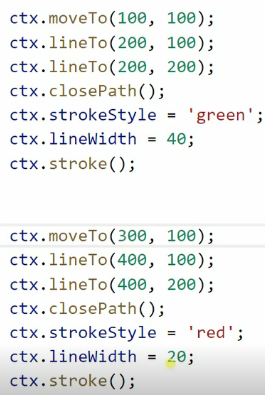 ctx.moveTo(100, 100);
ctx.lineTo(200, 100);
ctx.lineTo(200, 200);
ctx.closePath();
ctx.strokeStyle = 'green';
ctx.lineWidth = 40;
ctx.stroke();
ctx.moveTo(300, 100);
ctx.lineTo(400, 100);
ctx.lineTo(400, 200);
ctx.closePath();
ctx.strokeStyle = 'red';
ctx.lineWidth = 20;
ctx.stroke();